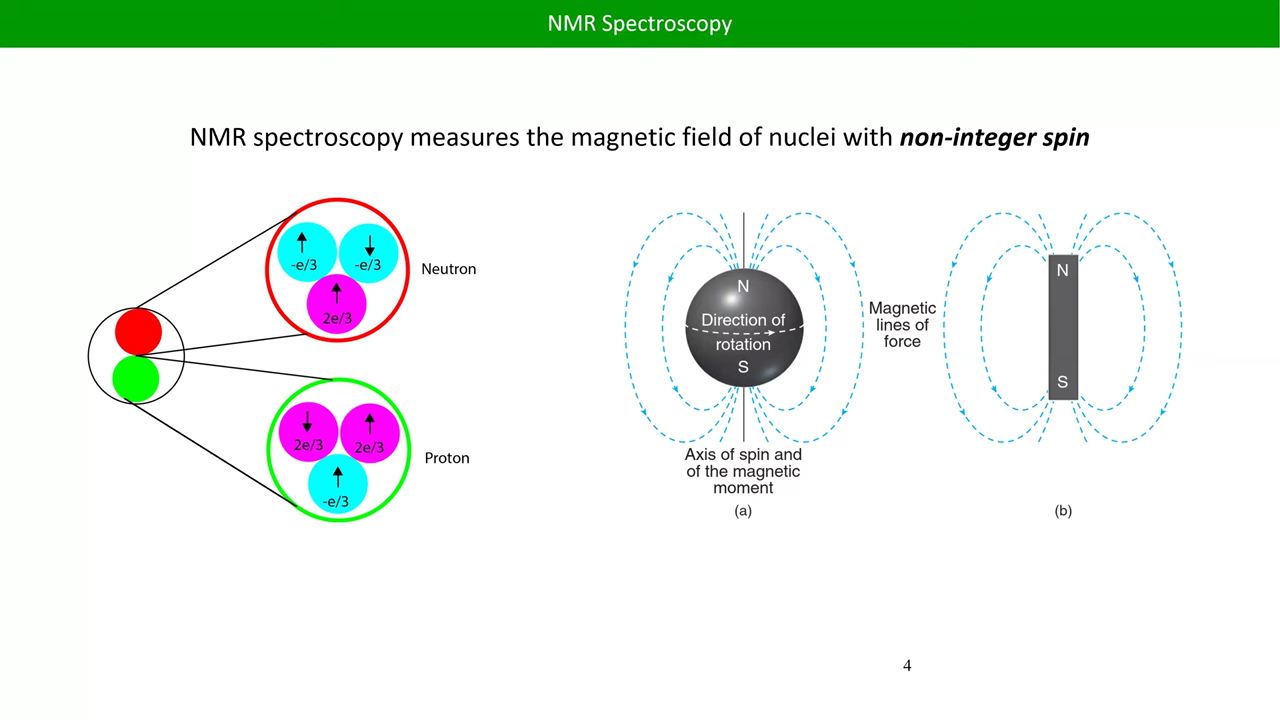 NMR Spectroscopy
NMR spectroscopy measures the magnetic field of nuclei with non-integer spin
-e/3
-e/3
2e/3
Neutron
2e/3
2e/3
-e/3
Proton
N
Direction of
rotation
S
Axis of spin and
of the magnetic
moment
(a)
Magnetic
lines of
force
N
S
(b)
4